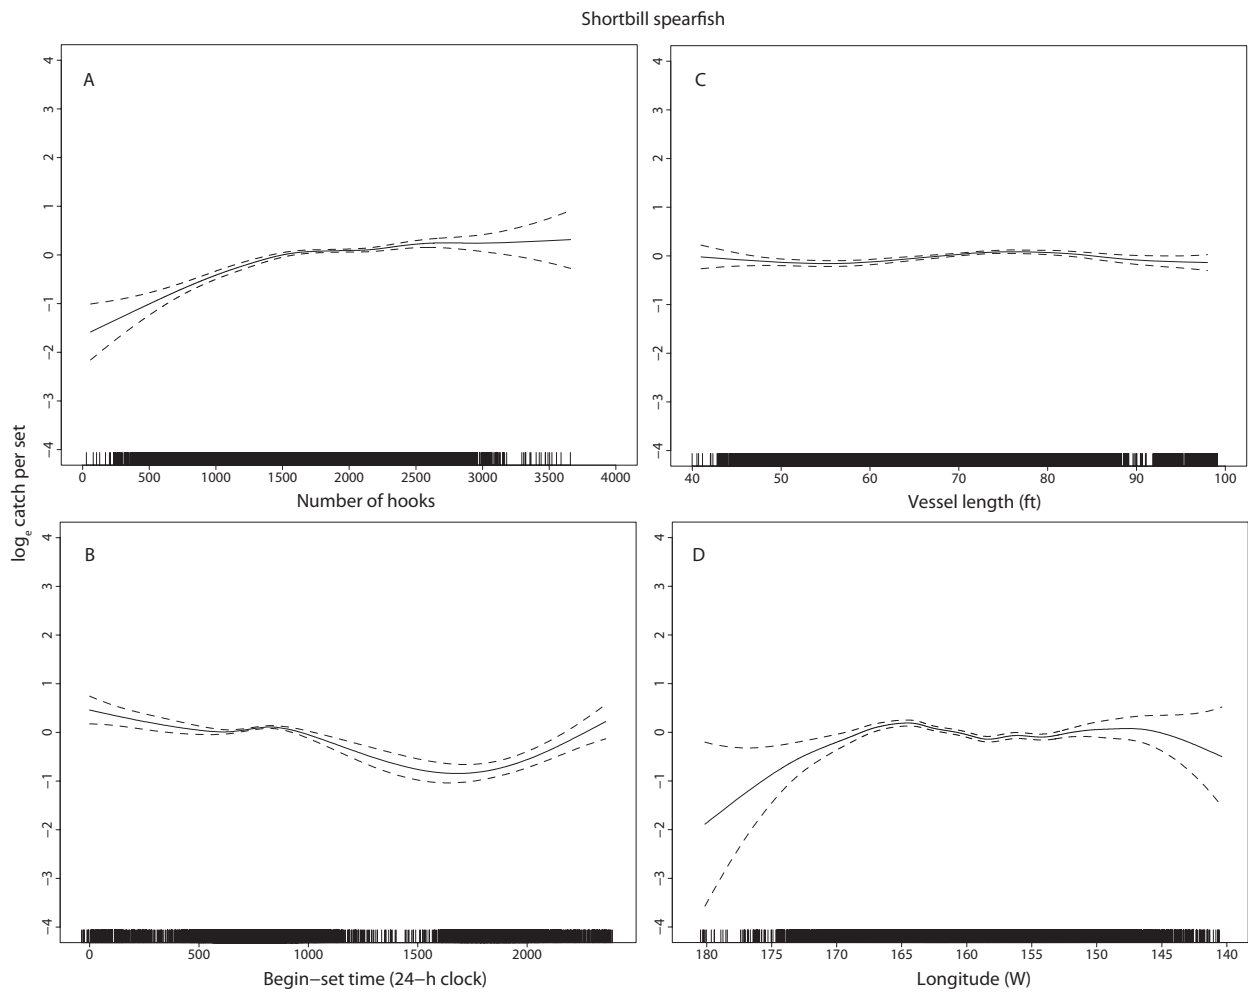 Shortbill spearfish
A
4
3
2
1
0
−1
−2
−3
−4
0 500 1000 1500 2000 2500 3000 3500 4000
Number of hooks
C
4
3
2
1
0
−1
−2
−3
−4
40 50 60 70 80 90 100
Vessel length (ft)
log e catch per set
B
4
3
2
1
0
−1
−2
−3
−4
0 500 1000 1500 2000
Begin−set time (24−h clock)
D
4
3
2
1
0
−1
−2
−3
−4
180 175 170 165 160 155 150 145 140
Longitude (W)